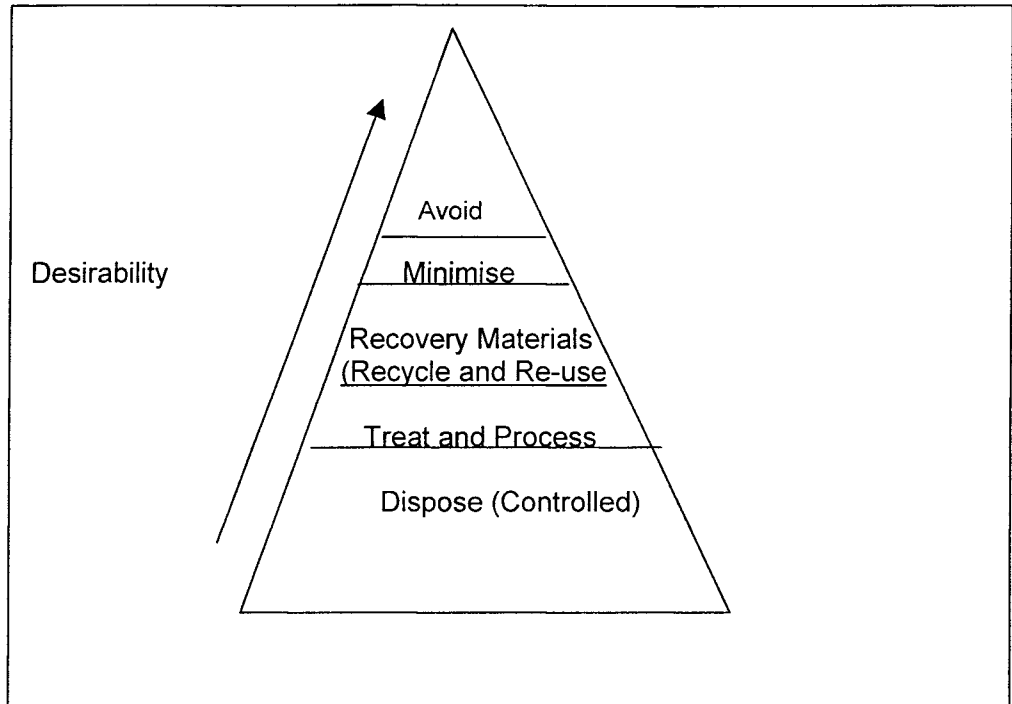 Avoid
Desirability
Minimise
Recovery Materials
(Recycle and Re-use
Treat and Process
Dispose (Controlled)